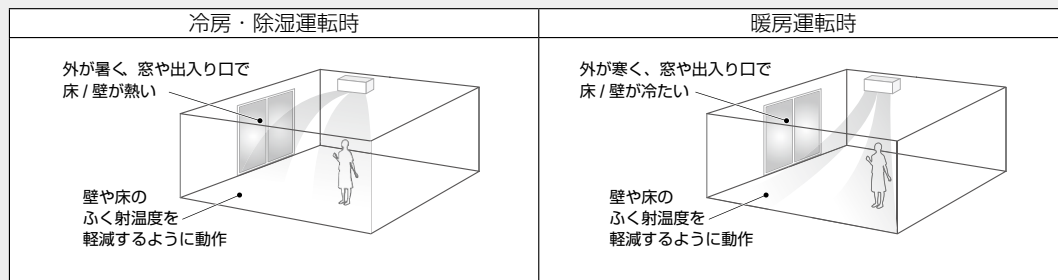 冷房・除湿運転時
外が暑く、窓や出入り口で
床 / 壁が熱い
壁や床の
ふく射温度を
軽減するように動作
暖房運転時
外が寒く、窓や出入り口で
床 / 壁が冷たい
壁や床の
ふく射温度を
軽減するように動作